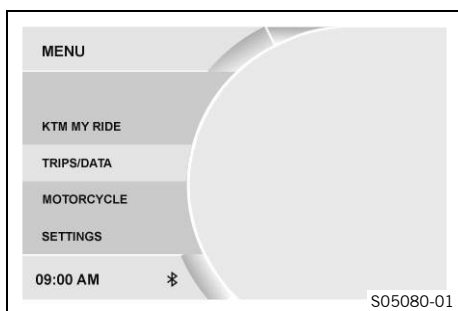 MENU
KTM MY RIDE
TRIPS/DATA
MOTORCYCLE
SETTINGS
09:00 AM
S05080-01